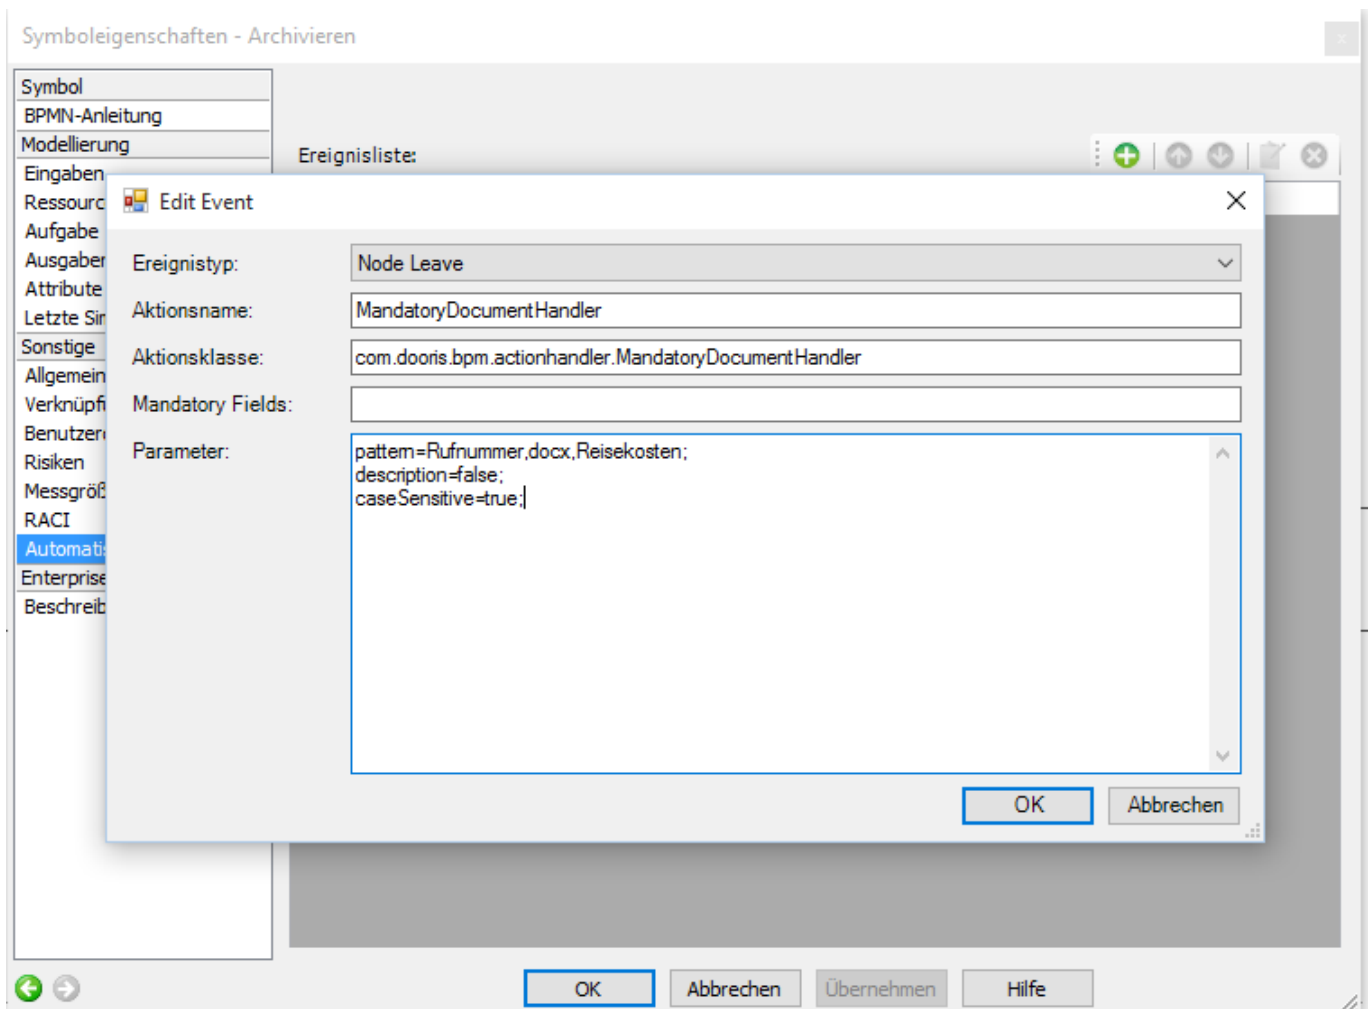 Symboleigenschaften - Archivieren
Symbol
BPMN-Anleitung
Modellierung
Ereignisliste:
Eingaben
Ressourc
Edit Event
Aufgabe
Ausgaben
Ereignistyp:
Node Leave
Attribute
Aktionsname:
MandatoryDocumentHandler
Letzte Sir
Sonstige
Aktionsklasse:
com.dooris.bpm.actionhandler.MandatoryDocumentHandler
Allgemein
Verknüpf
Mandatory Fields:
Benutzer
Parameter:
pattern=Rufnummer,docx,Reisekosten;
description=false;
caseSensitive=true;
Risiken
Messgröß
RACI
Automatis
Enterprise
Beschreib
OK
Abbrechen
OK
Abbrechen
Übernehmen
Hilfe